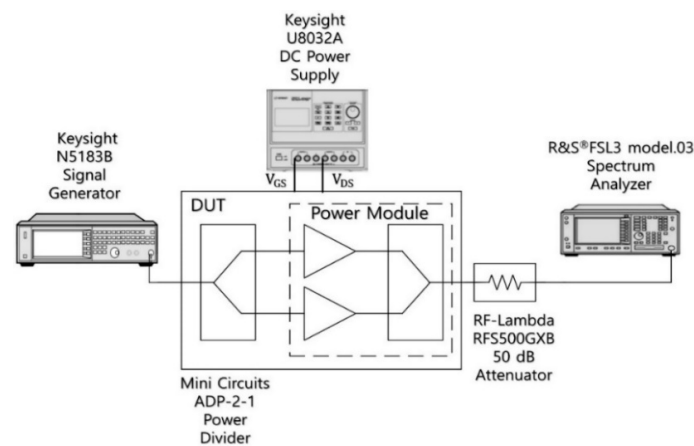 Keysight
U8032A
DC Power
Supply
Keysight
N5183B
Signal
Generator
R&S®FSL3 model.03
Spectrum
Analyzer
VGS
VDS
DUT
Power Module
RF-Lambda
RFS500GXB
50 dB
Attenuator
Mini Circuits
ADP-2-1
Power
Divider